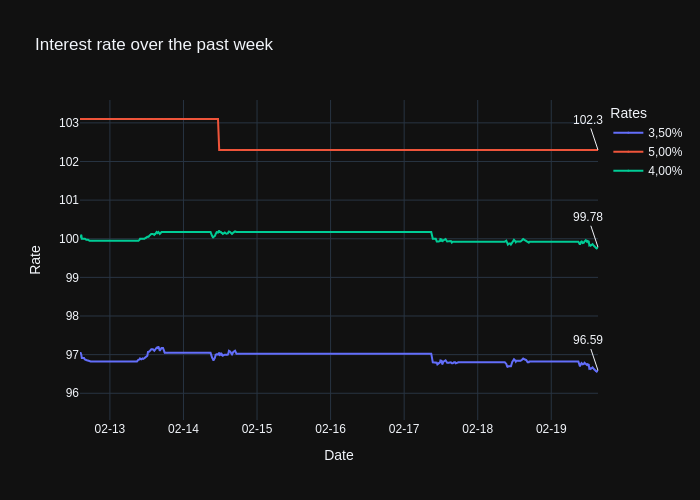 Interest rate over the past week
Rates
3,50%
5,00%
4,00%
102.3
99.78
96.59
103
102
101
100
99
98
97
96
Rate
02-13 02-14 02-15 02-16 02-17 02-18 02-19
Date